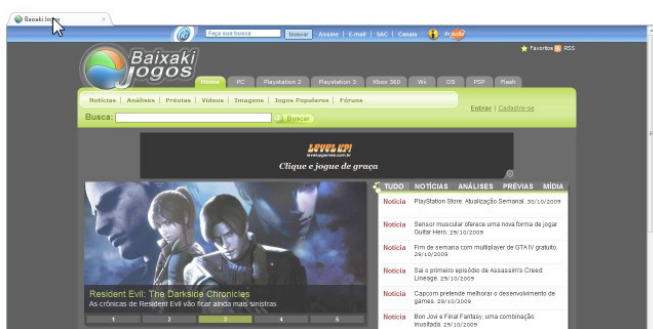 Baixaki Jogos
Faça sua busca
buscar
Assine | E-mail | SAC | Canais
Favoritos RSS
Baixaki
Jogos
Home PC Playstation 2 Playstation 3 Xbox 360 Wii DS PSP Flash
Notícias | Análises | Prévias | Vídeos | Imagens | Jogos Populares | Fóruns
Entrar | Cadastre-se
Busca: Buscar
LEVEL UP!
levelupgames.com.br
Clique e jogue de graça
TUDO NOTÍCIAS ANÁLISES PRÉVIAS MÍDIA
Notícia PlayStation Store: Atualização Semanal. 30/10/2009
Notícia Sensor muscular oferece uma nova forma de jogar
Guitar Hero. 29/10/2009
Notícia Fim de semana com multiplayer de GTA IV gratuito.
29/10/2009
Notícia Sai o primeiro episódio de Assassin's Creed
Lineage. 29/10/2009
Notícia Capcom pretende melhorar o desenvolvimento de
games. 29/10/2009
Notícia Bon Jovi e Final Fantasy, uma combinação
inusitada. 29/10/2009
Resident Evil: The Darkside Chronicles
As crônicas de Resident Evil vão ficar ainda mais sinistras
1 2 3 4 5